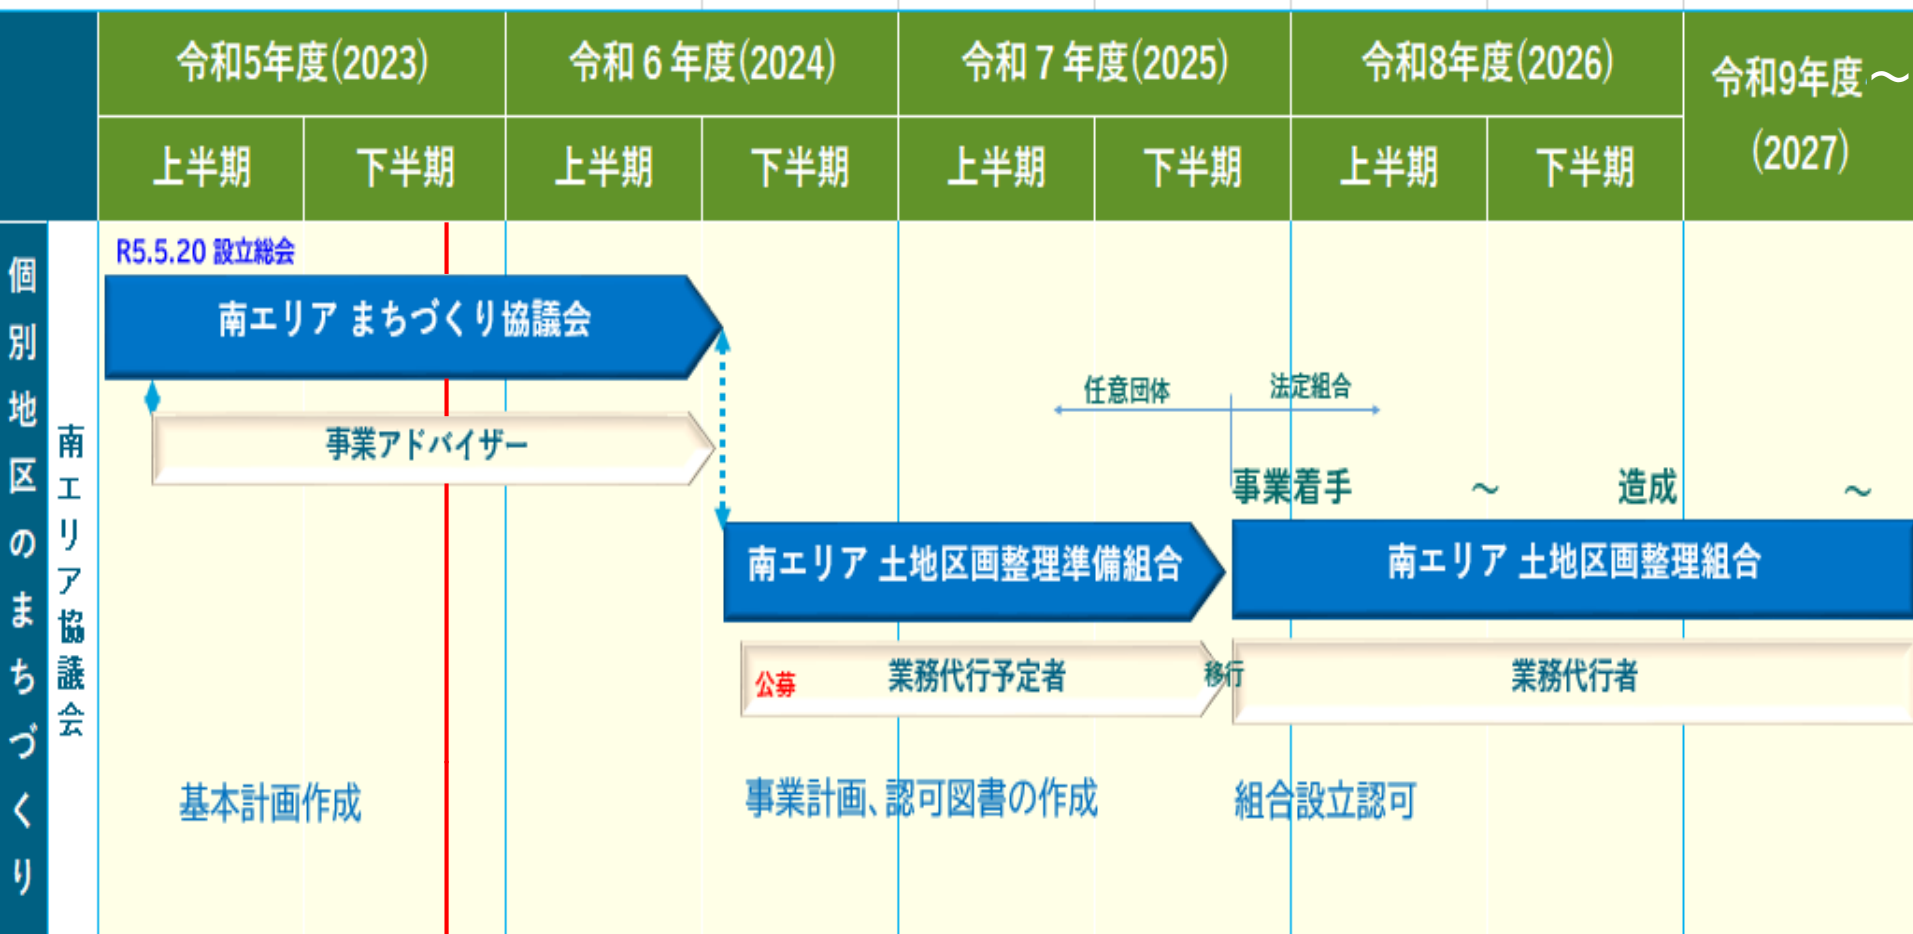 令和5年度(2023)
令和６年度(2024)
令和７年度(2025)
令和8年度(2026)
令和9年度～
(2027)
上半期
下半期
上半期
下半期
上半期
下半期
上半期
下半期
個別地区のまちづくり
南エリア協議会
R5.5.20 設立総会
南エリア まちづくり協議会
事業アドバイザー
任意団体
法定組合
事業着手 ～ 造成 ～
南エリア 土地区画整理準備組合
南エリア 土地区画整理組合
公募
業務代行予定者
移行
業務代行者
基本計画作成
事業計画、認可図書の作成
組合設立認可